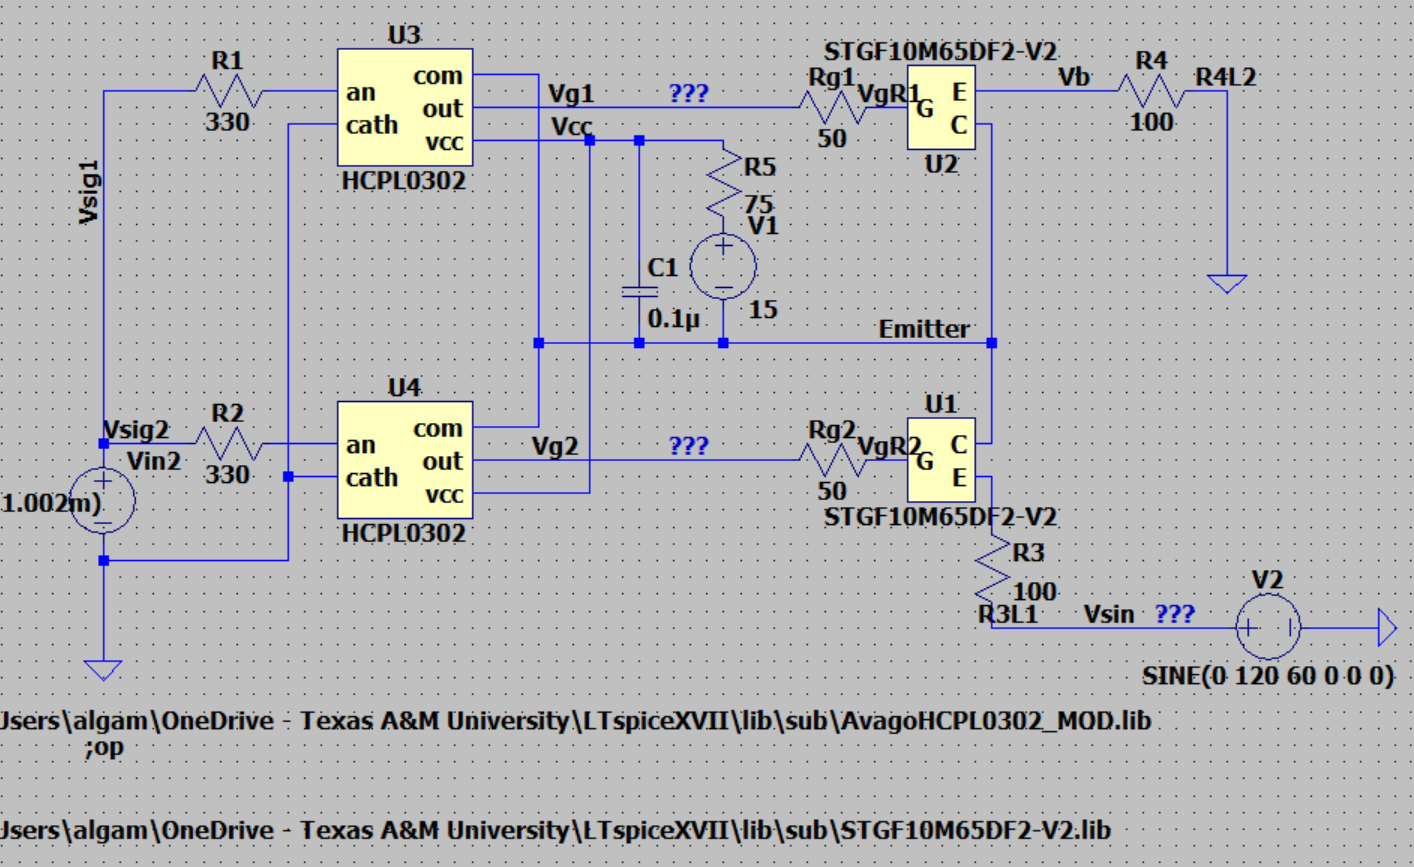 U3
STGF10M65DF2-V2
R1
330
an
cath
com
out
vcc
HCPL0302
Vg1
???
Vcc
Rg1
50
VgR1
G
E
C
U2
Vb
R4
100
R4L2
Vsig1
R5
75
V1
15
C1
0.1µ
Emitter
U4
R2
330
Vsig2
Vin2
1.002m)
an
cath
com
out
vcc
HCPL0302
Vg2
???
Rg2
50
VgR2
U1
G
C
E
STGF10M65DF2-V2
R3
100
R3L1
Vsin
???
V2
SINE(0 120 60 0 0 0)
Jsers\algam\OneDrive - Texas A&M University\LTspiceXVII\lib\sub\AvagoHCPL0302_MOD.lib
;op
Jsers\algam\OneDrive - Texas A&M University\LTspiceXVII\lib\sub\STGF10M65DF2-V2.lib